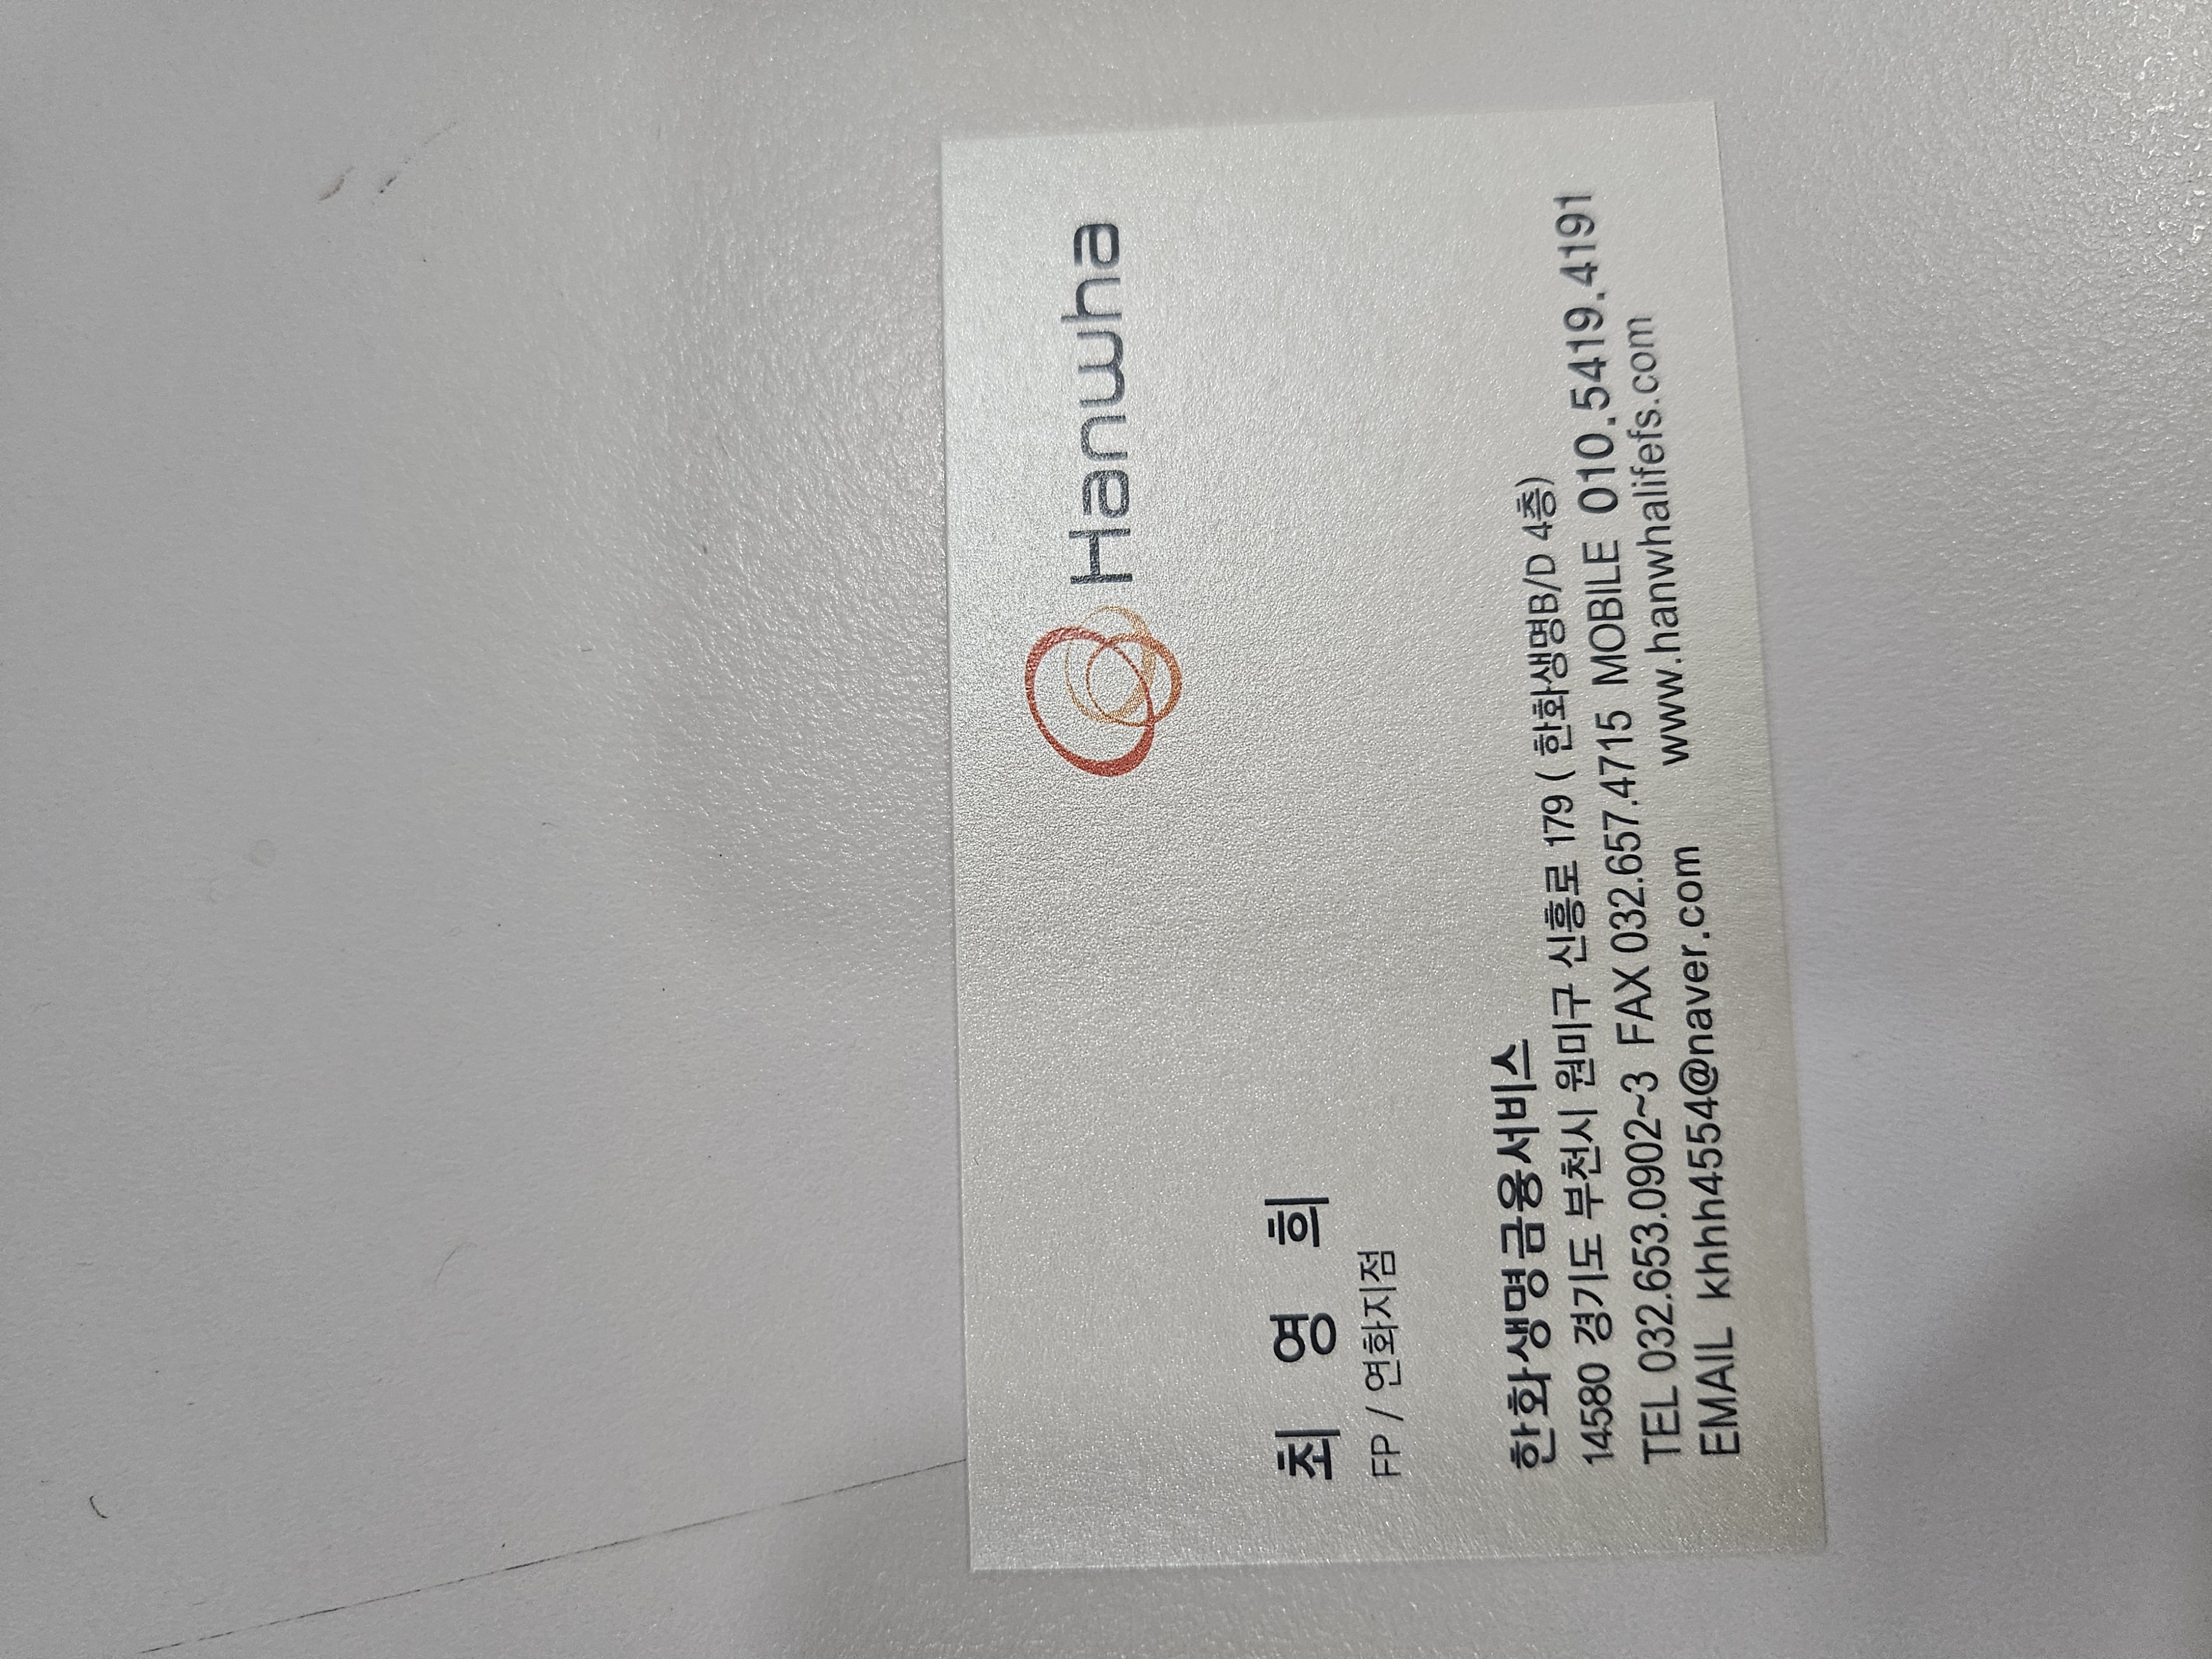 Hanwha
최 영 희
FP / 연화지점
한화생명금융서비스
14580 경기도 부천시 원미구 신흥로 179 ( 한화생명B/D 4층)
TEL 032.653.0902~3 FAX 032.657.4715 MOBILE 010.5419.4191
EMAIL khhh4554@naver.com www.hanwhalifefs.com